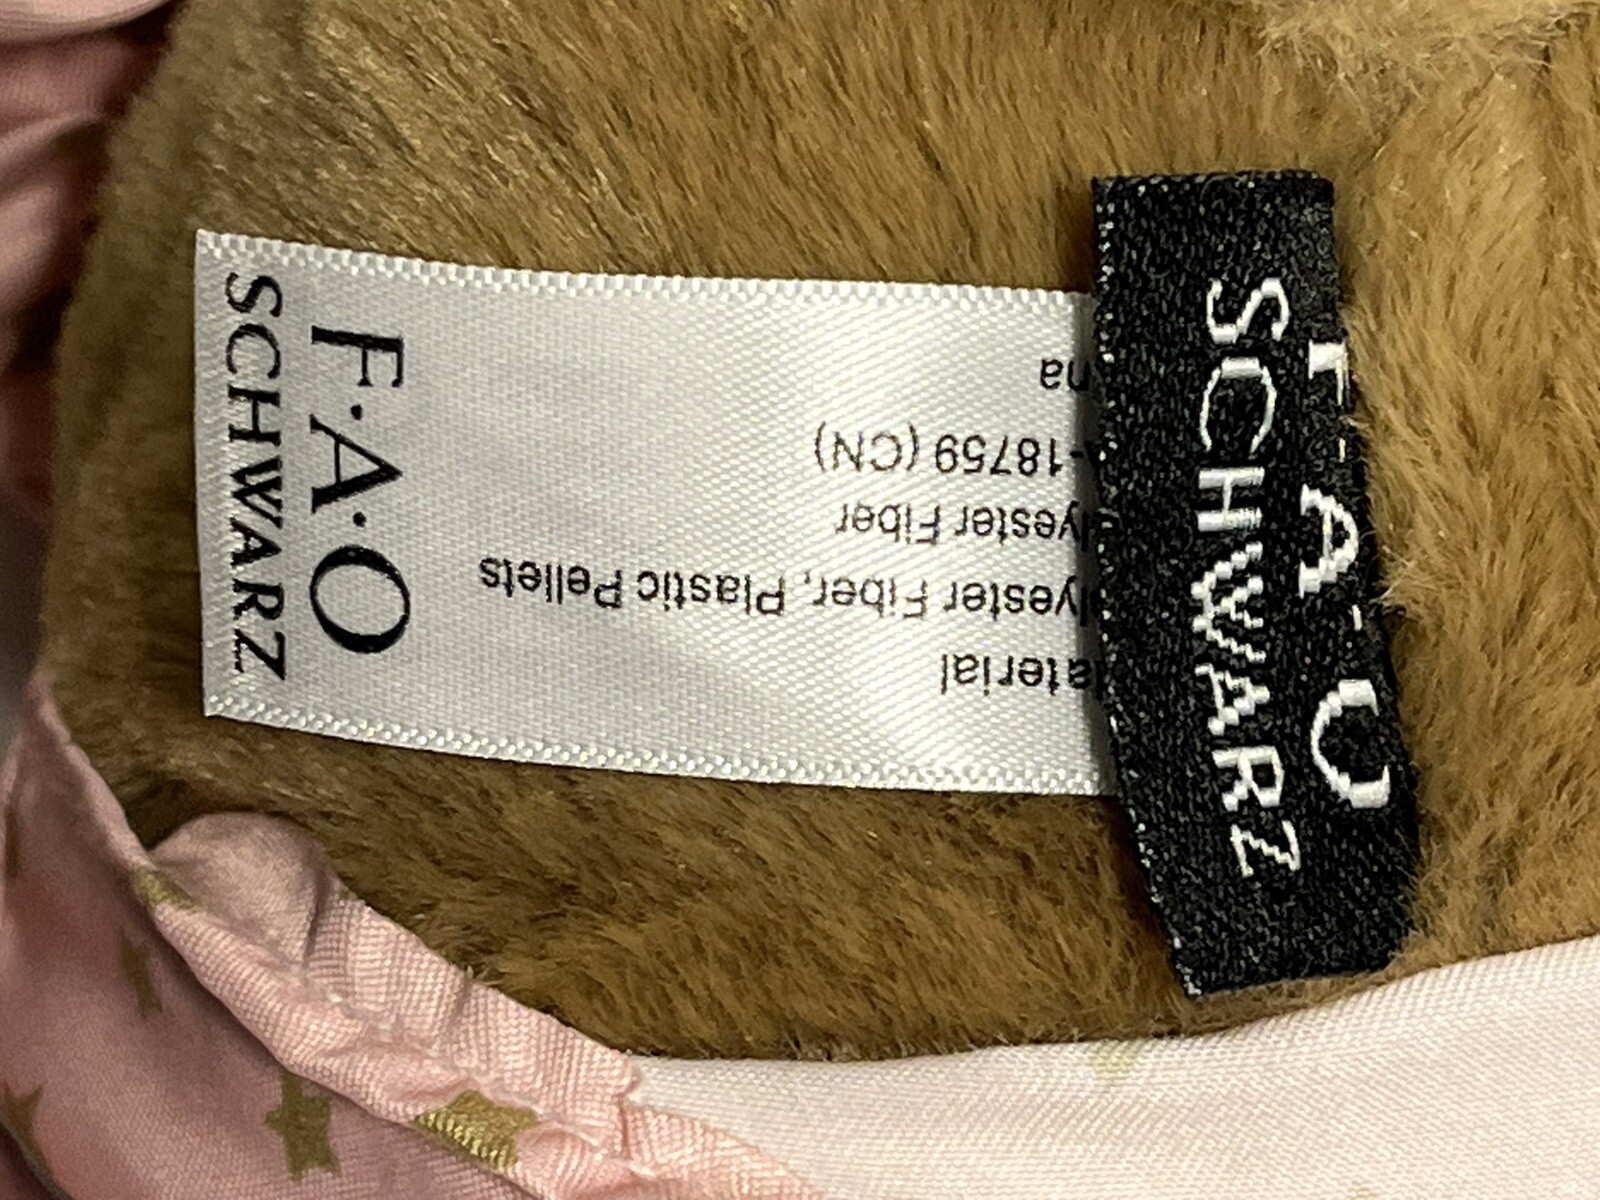 F·A·O
SCHWARZ
aterial
lyester Fiber, Plastic Pellets
lyester Fiber
-18759 (CN)
na
F·A·O
SCHWARZ